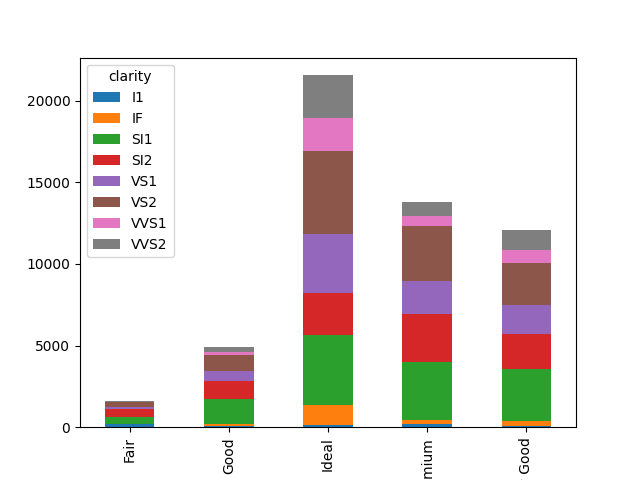 20000
15000
10000
5000
0
clarity
I1
IF
SI1
SI2
VS1
VS2
VVS1
VVS2
Fair
Good
Ideal
mium
Good